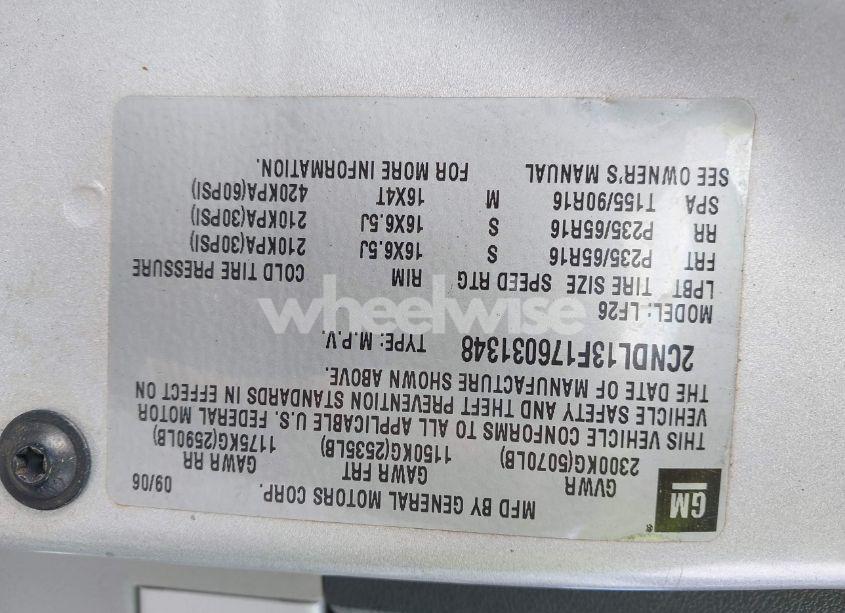 GM
MFD BY GENERAL MOTORS CORP. 09/06
GVWR GAWR FRT GAWR RR
2300KG(5070LB) 1150KG(2535LB) 1175KG(2590LB)
THIS VEHICLE CONFORMS TO ALL APPLICABLE U.S. FEDERAL MOTOR
VEHICLE SAFETY AND THEFT PREVENTION STANDARDS IN EFFECT ON
THE DATE OF MANUFACTURE SHOWN ABOVE.
2CNDL13F176031348 TYPE: M.P.V.
MODEL: LF26
LPBT TIRE SIZE SPEED RTG RIM COLD TIRE PRESSURE
FRT P235/65R16 S 16X6.5J 210KPA(30PSI)
RR P235/65R16 S 16X6.5J 210KPA(30PSI)
SPA T155/90R16 M 16X4T 420KPA(60PSI)
SEE OWNER'S MANUAL FOR MORE INFORMATION.
wheelwise